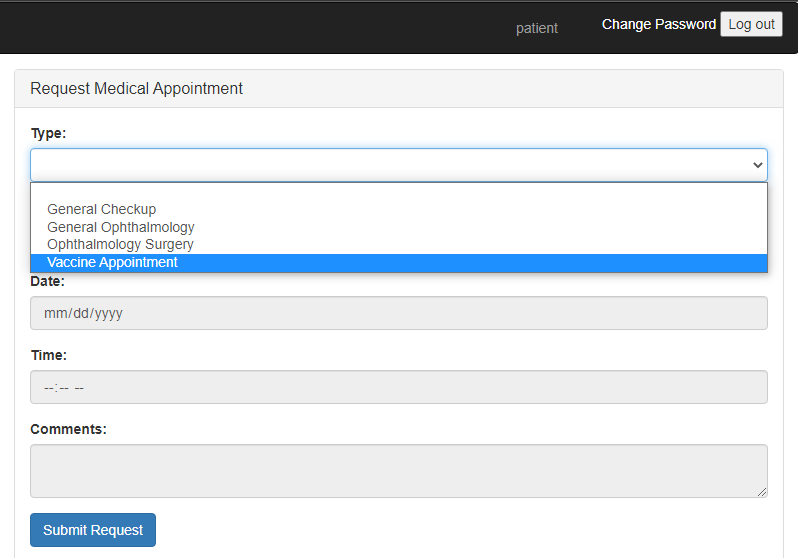 patient
Change Password
Log out
Request Medical Appointment
Type:
General Checkup
General Ophthalmology
Ophthalmology Surgery
Vaccine Appointment
Date:
mm/dd/yyyy
Time:
--:-- --
Comments:
Submit Request